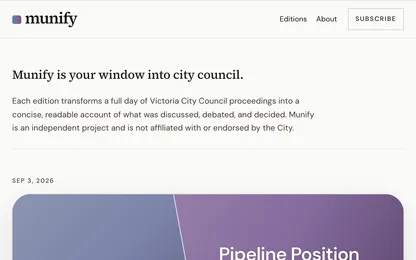 munify
Editions About SUBSCRIBE
Munify is your window into city council.
Each edition transforms a full day of Victoria City Council proceedings into a
concise, readable account of what was discussed, debated, and decided. Munify
is an independent project and is not affiliated with or endorsed by the City.
SEP 3, 2026
Pipeline Position